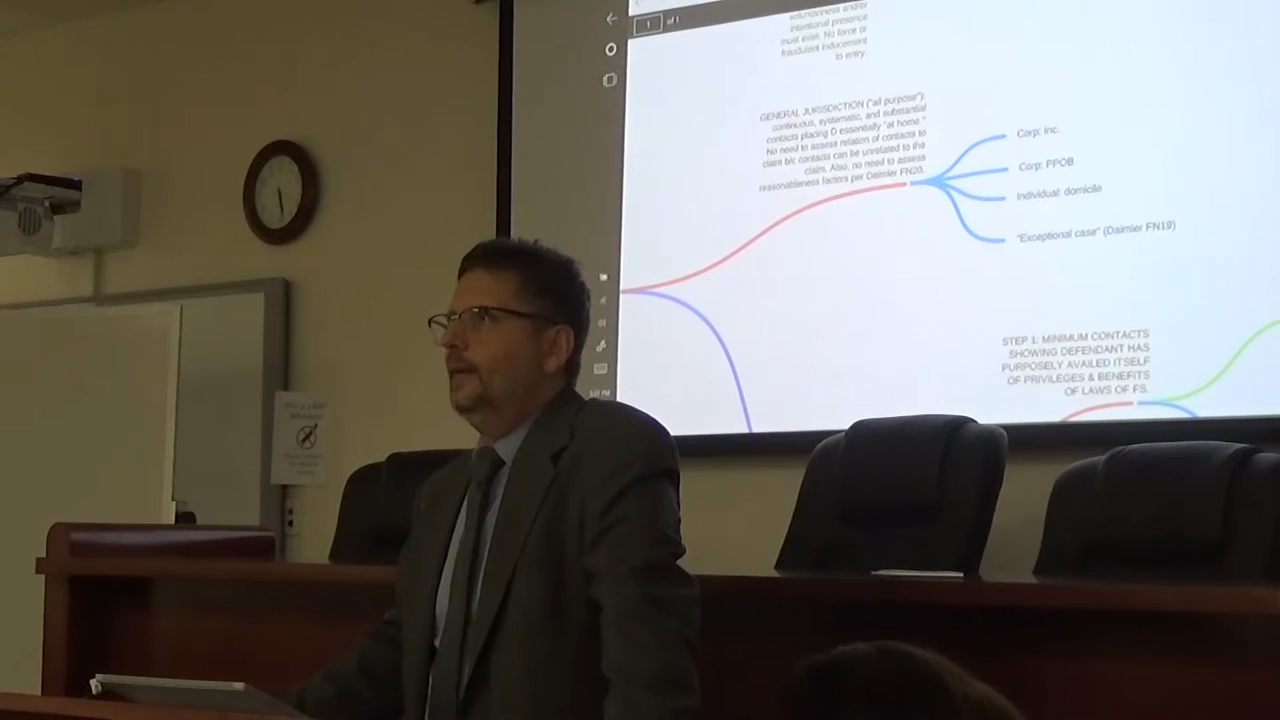 1 of 1
voluntariness and/or
intentional presence
must exist. No force or
fraudulent inducement
to entry.
GENERAL JURISDICTION ("all purpose"):
continuous, systematic, and substantial
contacts placing D essentially "at home."
No need to assess relation of contacts to
claim b/c contacts can be unrelated to the
claim. Also, no need to assess
reasonableness factors per Daimler FN20.
Corp: Inc.
Corp: PPOB
Individual: domicile
"Exceptional case" (Daimler FN19)
STEP 1: MINIMUM CONTACTS
SHOWING DEFENDANT HAS
PURPOSELY AVAILED ITSELF
OF PRIVILEGES & BENEFITS
OF LAWS OF FS.